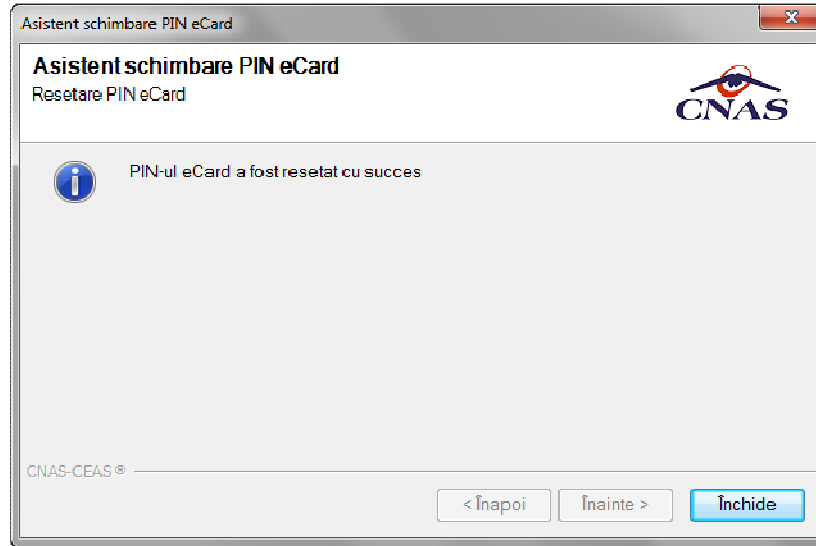 Asistent schimbare PIN eCard
Asistent schimbare PIN eCard
Resetare PIN eCard
CNAS
PIN-ul eCard a fost resetat cu succes
CNAS-CEAS ®
< Înapoi
Înainte >
Închide